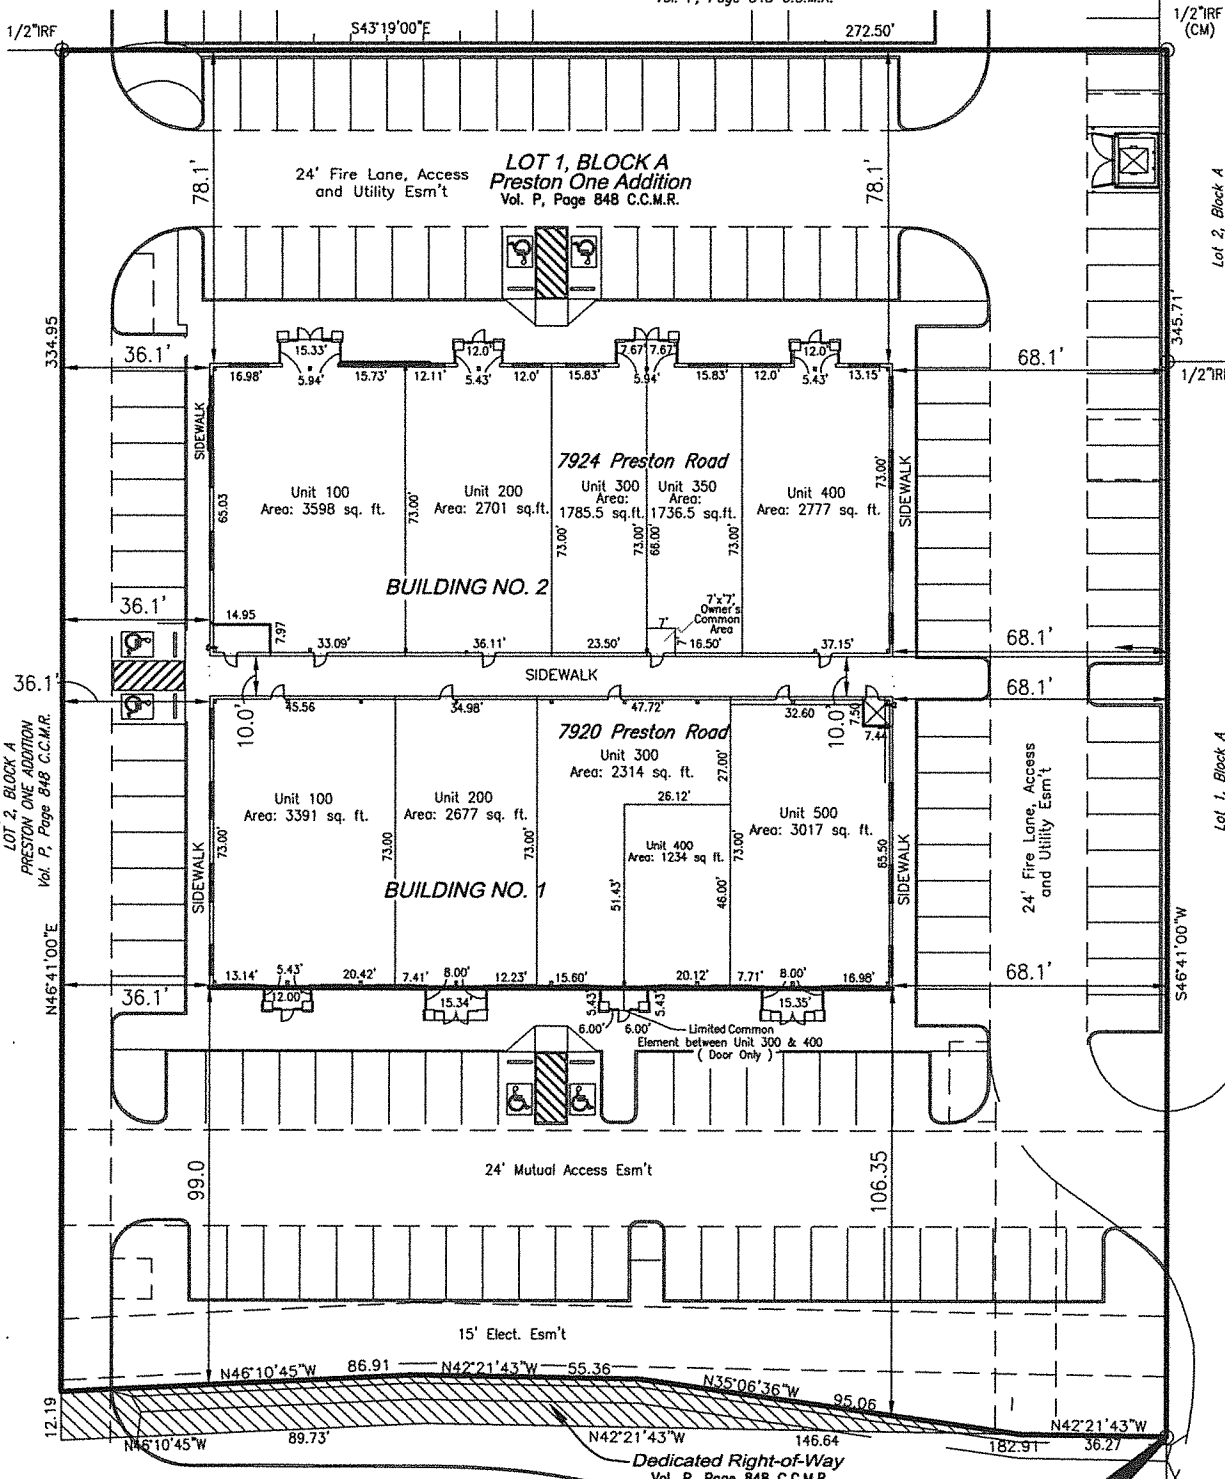 1/2"IRF
S43°19'00"E
272.50'
1/2"IRF
(CM)
24' Fire Lane, Access
and Utility Esm't
LOT 1, BLOCK A
Preston One Addition
Vol. P, Page 848 C.C.M.R.
78.1'
78.1'
Lot 2, Block A
334.95
345.71'
1/2"IRF
36.1'
68.1'
15.33'
12.0'
7.67'
7.67'
12.0'
16.98'
5.94'
15.73'
12.11'
5.43'
12.0'
15.83'
5.94'
15.83'
12.0'
5.43'
13.15'
SIDEWALK
7924 Preston Road
Unit 100
Area: 3598 sq. ft.
Unit 200
Area: 2701 sq.ft.
Unit 300
Area:
1785.5 sq.ft.
Unit 350
Area:
1736.5 sq.ft.
Unit 400
Area: 2777 sq. ft.
65.03
73.00'
73.00'
73.00'
66.00'
73.00'
73.00'
SIDEWALK
BUILDING NO. 2
7'x7'
Owner's
Common
Area
36.1'
14.95
7.97
33.09'
36.11'
23.50'
7'
7'
16.50'
37.15'
68.1'
SIDEWALK
36.1'
10.0'
10.0'
68.1'
45.56
34.98'
47.72'
32.60
7.50
7.44
7920 Preston Road
Unit 300
Area: 2314 sq. ft.
27.00'
26.12'
Unit 100
Area: 3391 sq. ft.
Unit 200
Area: 2677 sq. ft.
Unit 400
Area: 1234 sq ft.
Unit 500
Area: 3017 sq. ft.
73.00'
73.00'
73.00'
51.43'
46.00'
73.00'
65.50
BUILDING NO. 1
SIDEWALK
SIDEWALK
24' Fire Lane, Access
and Utility Esm't
LOT 2, BLOCK A
PRESTON ONE ADDITION
Vol. P, Page 848 C.C.M.R.
Lot 1, Block A
N46°41'00"E
S46°41'00"W
36.1'
68.1'
13.14'
5.43'
20.42'
7.41'
8.00'
12.23'
15.60'
20.12'
7.71'
8.00'
16.98'
12.00'
15.34'
5.43'
5.43'
15.35'
6.00'
6.00'
Limited Common
Element between Unit 300 & 400
( Door Only )
99.0
106.35
24' Mutual Access Esm't
15' Elect. Esm't
N46°10'45"W
86.91
N42°21'43"W
55.36
N35°06'36"W
95.06
N42°21'43"W
12.19
N46°10'45"W
89.73'
N42°21'43"W
146.64
182.91
36.27
Dedicated Right-of-Way
Vol. P, Page 848 C.C.M.R.